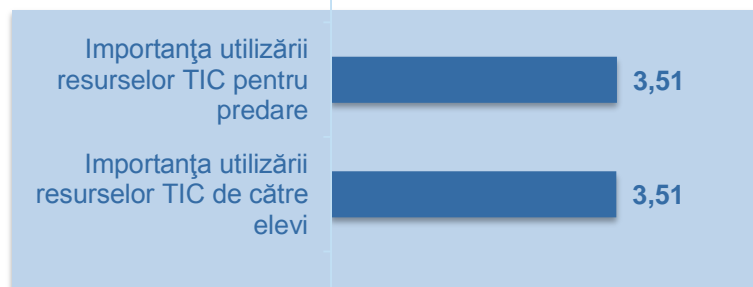 Importanţa utilizării
resurselor TIC pentru
predare
3,51
Importanţa utilizării
resurselor TIC de către
elevi
3,51